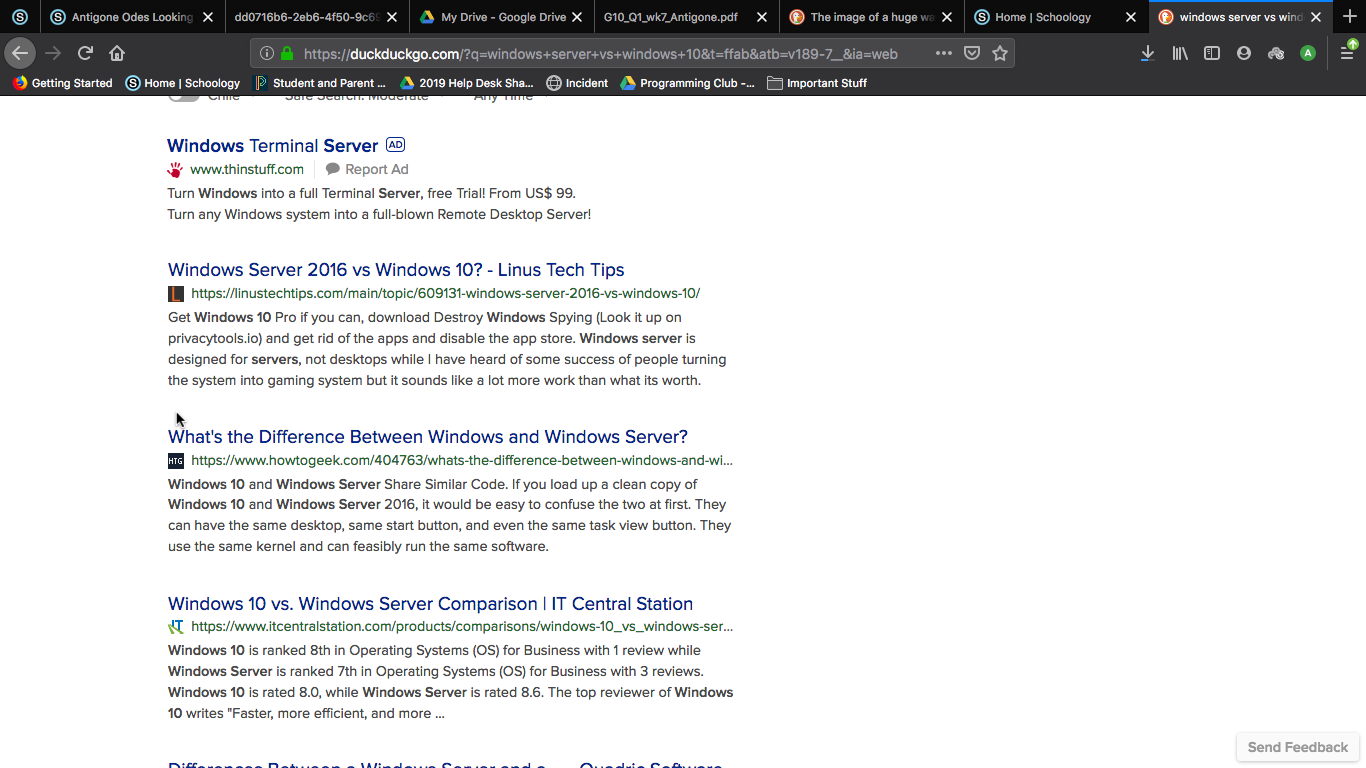 Antigone Odes Looking
dd0716b6-2eb6-4f50-9c69
My Drive - Google Drive
G10_Q1_wk7_Antigone.pdf
The image of a huge wa
Home | Schoology
windows server vs wind
https://duckduckgo.com/?q=windows+server+vs+windows+10&t=ffab&atb=v189-7__&ia=web
A
Getting Started
Home | Schoology
Student and Parent ...
2019 Help Desk Sha...
Incident
Programming Club -...
Important Stuff
Chile
Safe Search: Moderate
Any Time
Windows Terminal Server AD
www.thinstuff.com Report Ad
Turn Windows into a full Terminal Server, free Trial! From US$ 99.
Turn any Windows system into a full-blown Remote Desktop Server!
Windows Server 2016 vs Windows 10? - Linus Tech Tips
https://linustechtips.com/main/topic/609131-windows-server-2016-vs-windows-10/
Get Windows 10 Pro if you can, download Destroy Windows Spying (Look it up on
privacytools.io) and get rid of the apps and disable the app store. Windows server is
designed for servers, not desktops while I have heard of some success of people turning
the system into gaming system but it sounds like a lot more work than what its worth.
What's the Difference Between Windows and Windows Server?
HTG https://www.howtogeek.com/404763/whats-the-difference-between-windows-and-wi...
Windows 10 and Windows Server Share Similar Code. If you load up a clean copy of
Windows 10 and Windows Server 2016, it would be easy to confuse the two at first. They
can have the same desktop, same start button, and even the same task view button. They
use the same kernel and can feasibly run the same software.
Windows 10 vs. Windows Server Comparison | IT Central Station
https://www.itcentralstation.com/products/comparisons/windows-10_vs_windows-ser...
Windows 10 is ranked 8th in Operating Systems (OS) for Business with 1 review while
Windows Server is ranked 7th in Operating Systems (OS) for Business with 3 reviews.
Windows 10 is rated 8.0, while Windows Server is rated 8.6. The top reviewer of Windows
10 writes "Faster, more efficient, and more ...
Differences Between a Windows Server and a ... - Quadric Software
Send Feedback